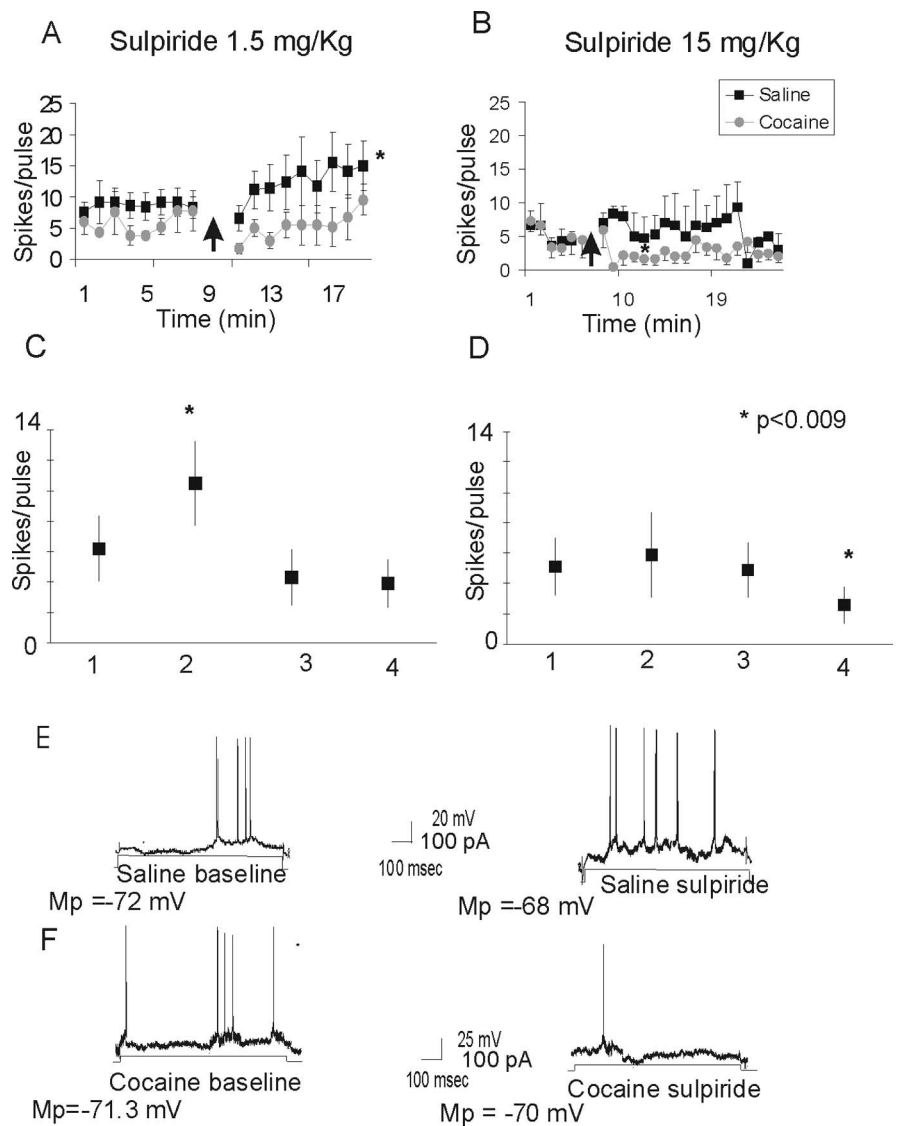 A
Sulpiride 1.5 mg/Kg
B
Sulpiride 15 mg/Kg
Saline
Cocaine
Spikes/pulse
25
20
15
10
5
0
*
1 5 9 13 17
Time (min)
Spikes/pulse
25
20
15
10
5
0
*
1 10 19
Time (min)
C
14
Spikes/pulse
0
*
1 2 3 4
D
14
Spikes/pulse
0
* p<0.009
*
1 2 3 4
E
Saline baseline
Mp =-72 mV
20 mV
100 pA
100 msec
Saline sulpiride
Mp =-68 mV
F
Cocaine baseline
Mp=-71.3 mV
25 mV
100 pA
100 msec
Cocaine sulpiride
Mp = -70 mV